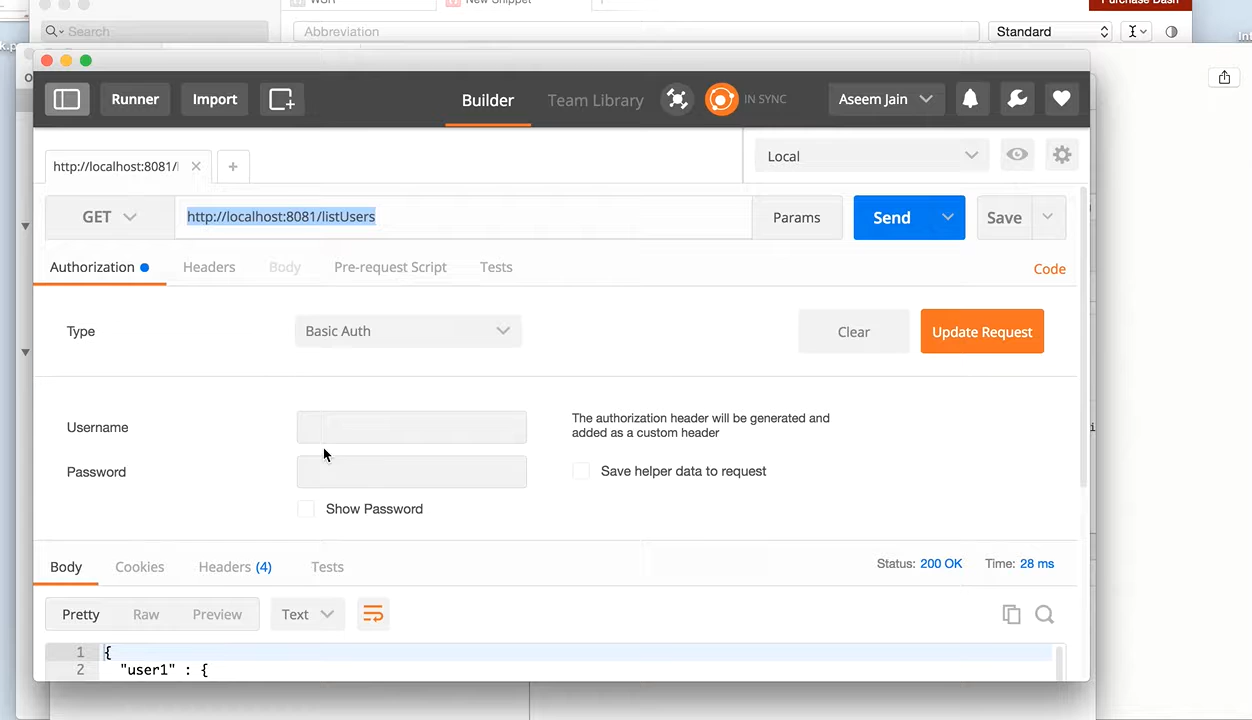 New Snippet
Purchase Dash
Search
Abbreviation
Standard
Runner
Import
Builder
Team Library
IN SYNC
Aseem Jain
http://localhost:8081/
Local
GET
http://localhost:8081/listUsers
Params
Send
Save
Authorization
Headers
Body
Pre-request Script
Tests
Code
Type
Basic Auth
Clear
Update Request
Username
The authorization header will be generated and
added as a custom header
Password
Save helper data to request
Show Password
Body
Cookies
Headers (4)
Tests
Status: 200 OK
Time: 28 ms
Pretty
Raw
Preview
Text
1 {
2 "user1" : {